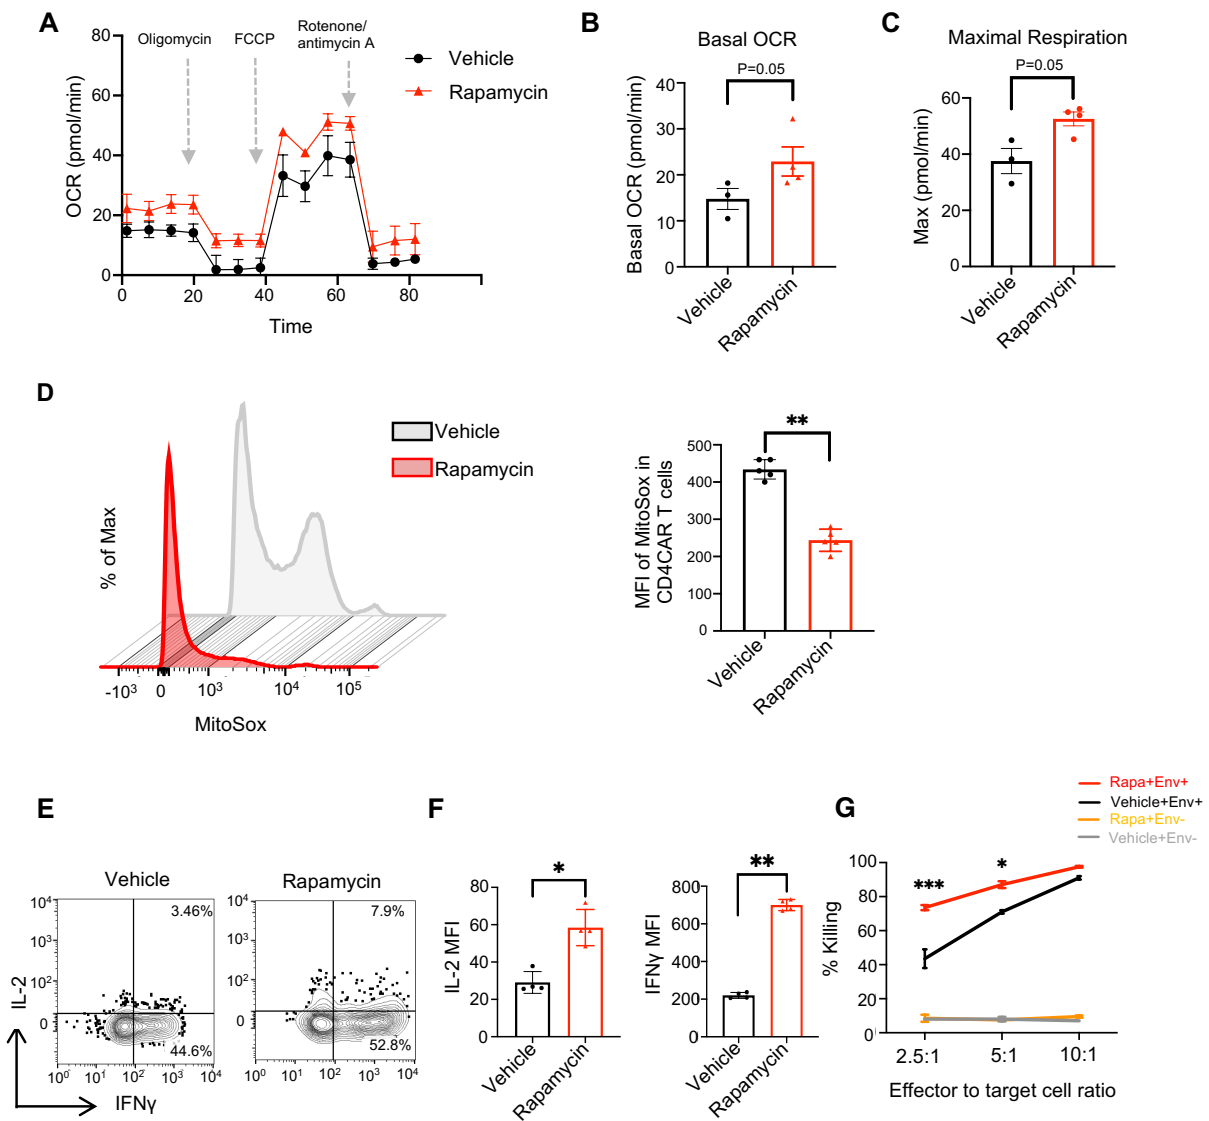 A
80
60
40
20
0
OCR (pmol/min)
Oligomycin
FCCP
Rotenone/
antimycin A
Vehicle
Rapamycin
0 20 40 60 80
Time
B
Basal OCR
P=0.05
40
30
20
10
0
Basal OCR (pmol/min)
Vehicle
Rapamycin
C
Maximal Respiration
P=0.05
60
40
20
0
Max (pmol/min)
Vehicle
Rapamycin
D
Vehicle
Rapamycin
% of Max
-10³ 0 10³ 10⁴ 10⁵
MitoSox
**
500
400
300
200
100
0
MFI of MitoSox in
CD4CAR T cells
Vehicle
Rapamycin
E
Vehicle
3.46%
44.6%
10⁴
10³
10²
0
10⁰ 10¹ 10² 10³ 10⁴
IL-2
IFNγ
Rapamycin
7.9%
52.8%
10⁴
10³
10²
0
10⁰ 10¹ 10² 10³ 10⁴
F
*
80
60
40
20
0
IL-2 MFI
Vehicle
Rapamycin
**
800
600
400
200
0
IFNγ MFI
Vehicle
Rapamycin
G
Rapa+Env+
Vehicle+Env+
Rapa+Env-
Vehicle+Env-
100
80
60
40
20
0
% Killing
***
*
2.5:1 5:1 10:1
Effector to target cell ratio